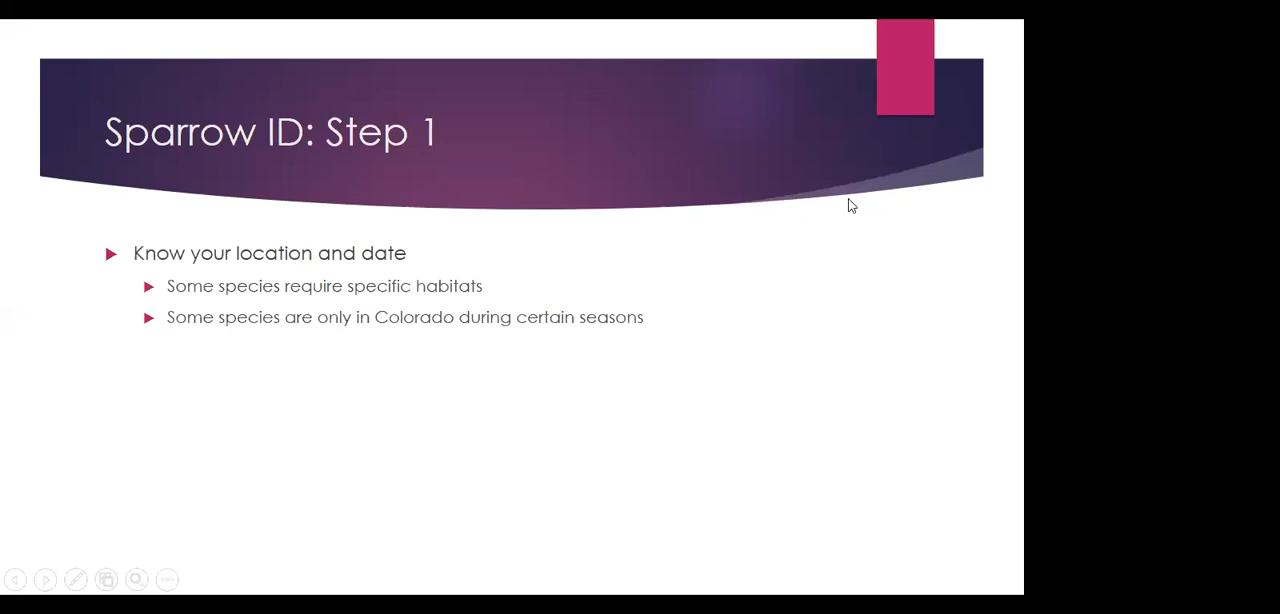 Sparrow ID: Step 1
Know your location and date
Some species require specific habitats
Some species are only in Colorado during certain seasons